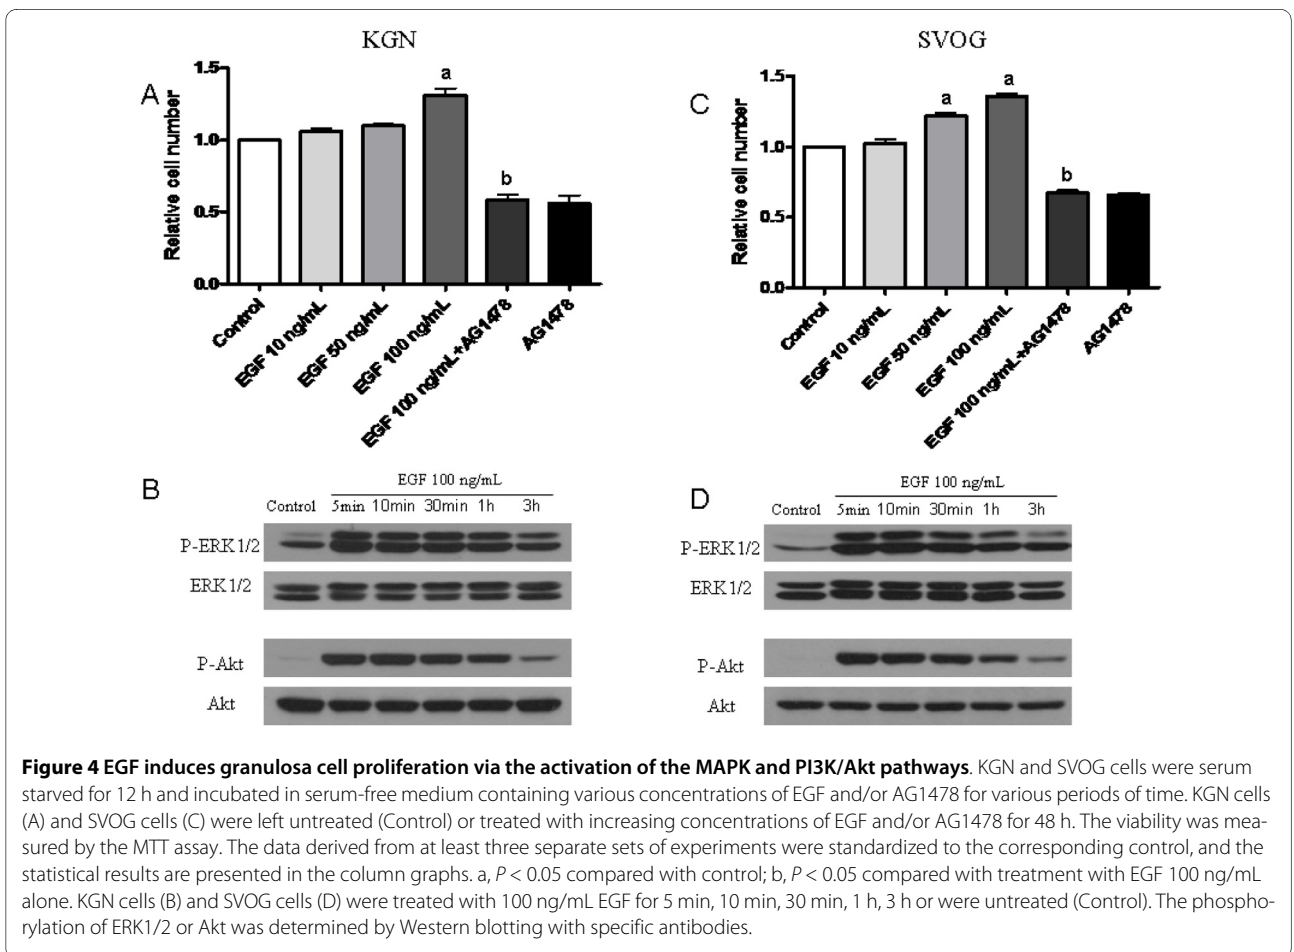 KGN
A
Relative cell number
1.5
1.0
0.5
0.0
a
b
Control
EGF 10 ng/mL
EGF 50 ng/mL
EGF 100 ng/mL
EGF 100 ng/mL+AG1478
AG1478
SVOG
C
Relative cell number
1.5
1.0
0.5
0.0
a
a
b
Control
EGF 10 ng/mL
EGF 50 ng/mL
EGF 100 ng/mL
EGF 100 ng/mL+AG1478
AG1478
B
EGF 100 ng/mL
Control 5min 10min 30min 1h 3h
P-ERK1/2
ERK1/2
P-Akt
Akt
D
EGF 100 ng/mL
Control 5min 10min 30min 1h 3h
P-ERK1/2
ERK1/2
P-Akt
Akt
Figure 4 EGF induces granulosa cell proliferation via the activation of the MAPK and PI3K/Akt pathways. KGN and SVOG cells were serum
starved for 12 h and incubated in serum-free medium containing various concentrations of EGF and/or AG1478 for various periods of time. KGN cells
(A) and SVOG cells (C) were left untreated (Control) or treated with increasing concentrations of EGF and/or AG1478 for 48 h. The viability was mea-
sured by the MTT assay. The data derived from at least three separate sets of experiments were standardized to the corresponding control, and the
statistical results are presented in the column graphs. a, P < 0.05 compared with control; b, P < 0.05 compared with treatment with EGF 100 ng/mL
alone. KGN cells (B) and SVOG cells (D) were treated with 100 ng/mL EGF for 5 min, 10 min, 30 min, 1 h, 3 h or were untreated (Control). The phospho-
rylation of ERK1/2 or Akt was determined by Western blotting with specific antibodies.